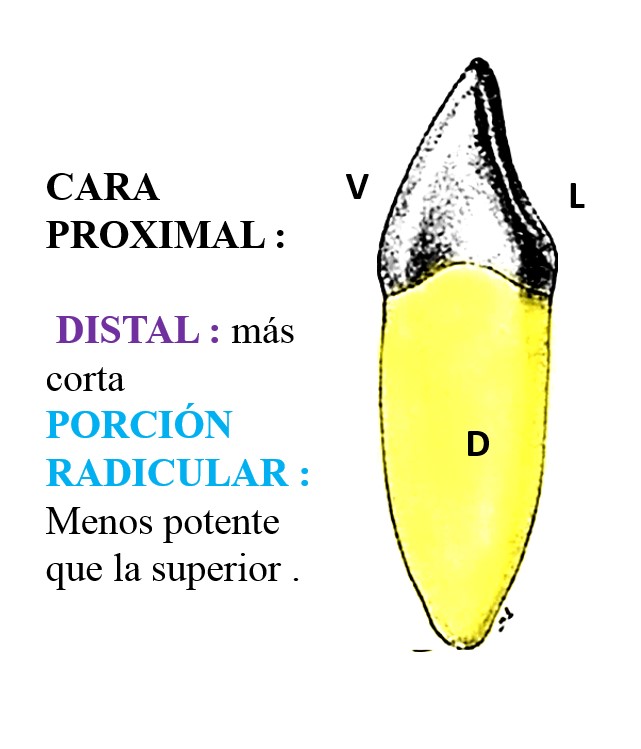 CARA
PROXIMAL :
DISTAL : más
corta
PORCIÓN
RADICULAR :
Menos potente
que la superior .
V
L
D